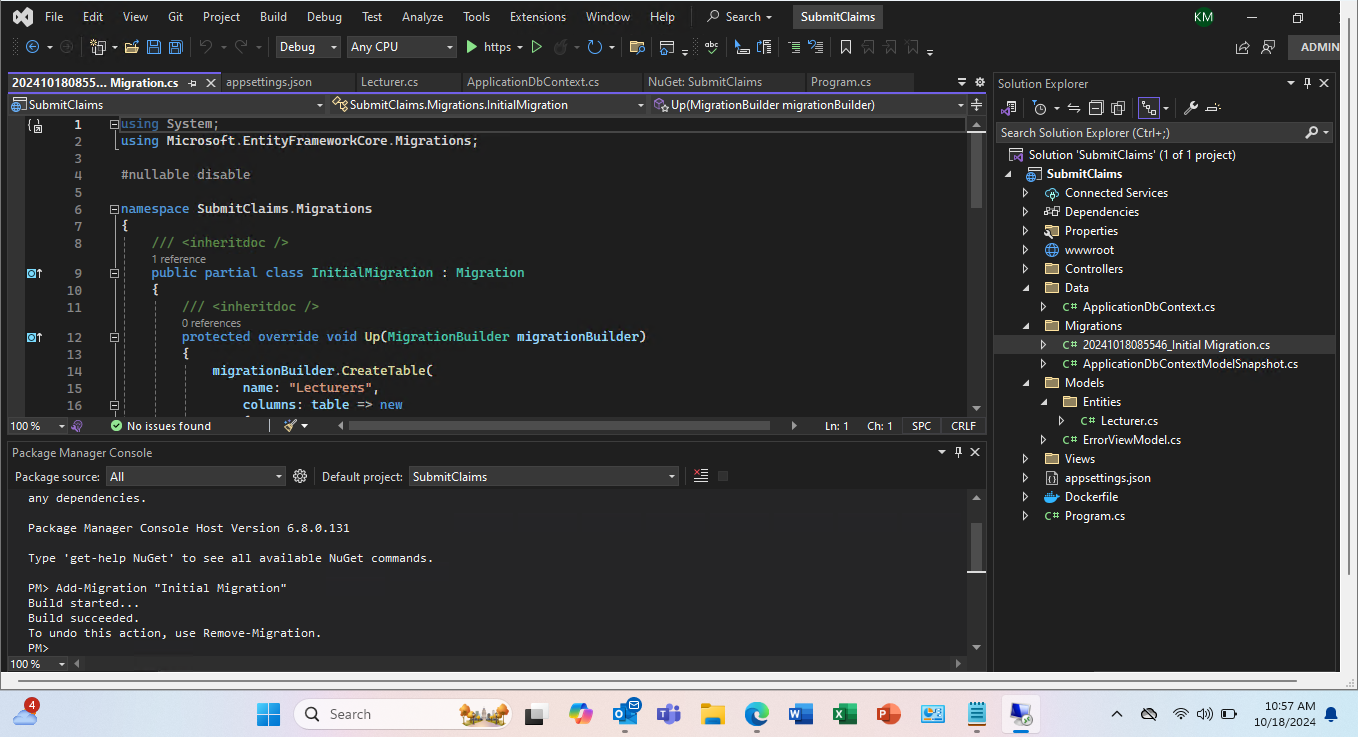 File Edit View Git Project Build Debug Test Analyze Tools Extensions Window Help Search SubmitClaims KM
Debug Any CPU https ADMIN
202410180855... Migration.cs appsettings.json Lecturer.cs ApplicationDbContext.cs NuGet: SubmitClaims Program.cs
SubmitClaims SubmitClaims.Migrations.InitialMigration Up(MigrationBuilder migrationBuilder)
1 using System;
2 using Microsoft.EntityFrameworkCore.Migrations;
3
4 #nullable disable
5
6 namespace SubmitClaims.Migrations
7 {
8 /// <inheritdoc />
1 reference
9 public partial class InitialMigration : Migration
10 {
11 /// <inheritdoc />
0 references
12 protected override void Up(MigrationBuilder migrationBuilder)
13 {
14 migrationBuilder.CreateTable(
15 name: "Lecturers",
16 columns: table => new
100 % No issues found Ln: 1 Ch: 1 SPC CRLF
Package Manager Console
Package source: All Default project: SubmitClaims
any dependencies.
Package Manager Console Host Version 6.8.0.131
Type 'get-help NuGet' to see all available NuGet commands.
PM> Add-Migration "Initial Migration"
Build started...
Build succeeded.
To undo this action, use Remove-Migration.
PM>
100 %
Solution Explorer
Search Solution Explorer (Ctrl+;)
Solution 'SubmitClaims' (1 of 1 project)
SubmitClaims
Connected Services
Dependencies
Properties
wwwroot
Controllers
Data
C# ApplicationDbContext.cs
Migrations
C# 20241018085546_Initial Migration.cs
C# ApplicationDbContextModelSnapshot.cs
Models
Entities
C# Lecturer.cs
C# ErrorViewModel.cs
Views
appsettings.json
Dockerfile
C# Program.cs
4
Search
10:57 AM
10/18/2024